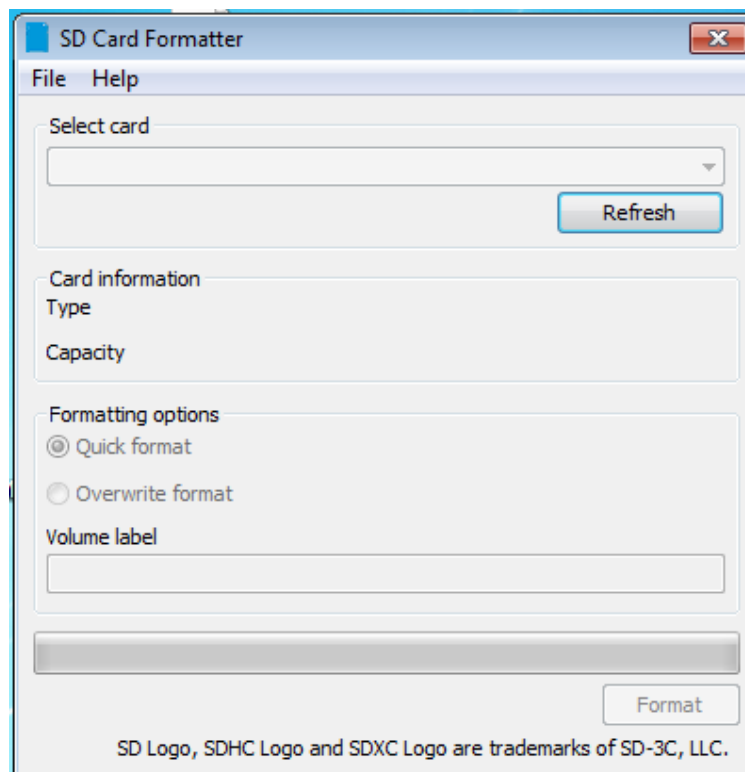 SD Card Formatter
File Help
Select card
Refresh
Card information
Type
Capacity
Formatting options
Quick format
Overwrite format
Volume label
Format
SD Logo, SDHC Logo and SDXC Logo are trademarks of SD-3C, LLC.